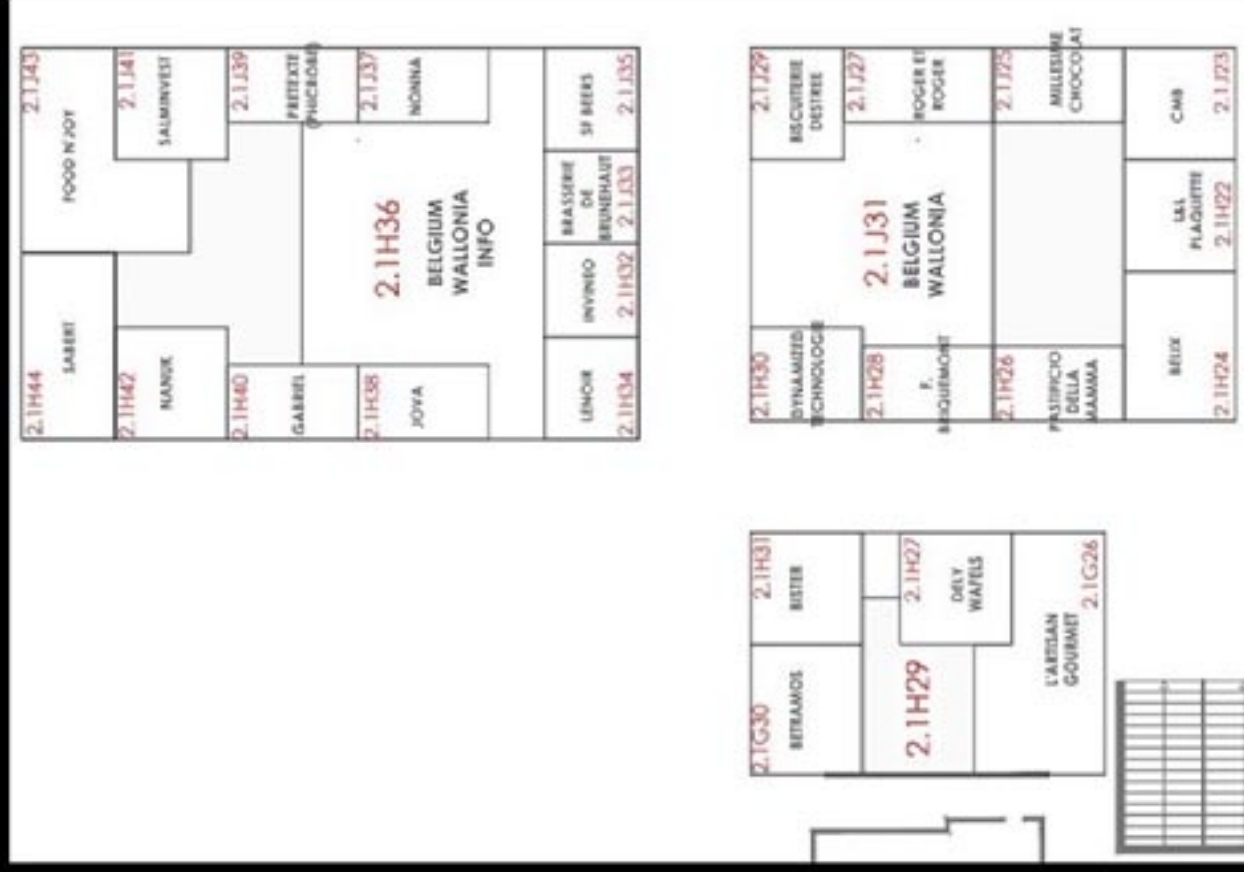 2.1J43
FOOD N'JOY
2.1J41
SALMINVEST
2.1J39
PRETEXTE
(PHICROBE)
2.1J37
NONNA
SF BEERS
2.1J35
BRASSERIE
DE
BRUNEHAUT
2.1J33
2.1H36
BELGIUM
WALLONIA
INFO
INVINEO
2.1H32
LENOIR
2.1H34
2.1H44
SABERT
2.1H42
NANUK
2.1H40
GABRIEL
2.1H38
JOVA
2.1J29
BISCUITERIE
DESTREE
2.1J27
ROGER ET
ROGER
2.1J25
MILLESIME
CHOCOLAT
CMB
2.1J23
2.1J31
BELGIUM
WALLONIA
L&L
PLAQUETTE
2.1H22
2.1H30
DYNAMIZED
TECHNOLOGIE
2.1H28
F.
BRIQUEMONT
2.1H26
PASTIFICIO
DELLA
MAMMA
BELIX
2.1H24
2.1H31
BISTER
2.1H27
DELY
WAFELS
2.1G26
L'ARTISAN
GOURMET
2.1H29
2.1G30
BETRAMOS